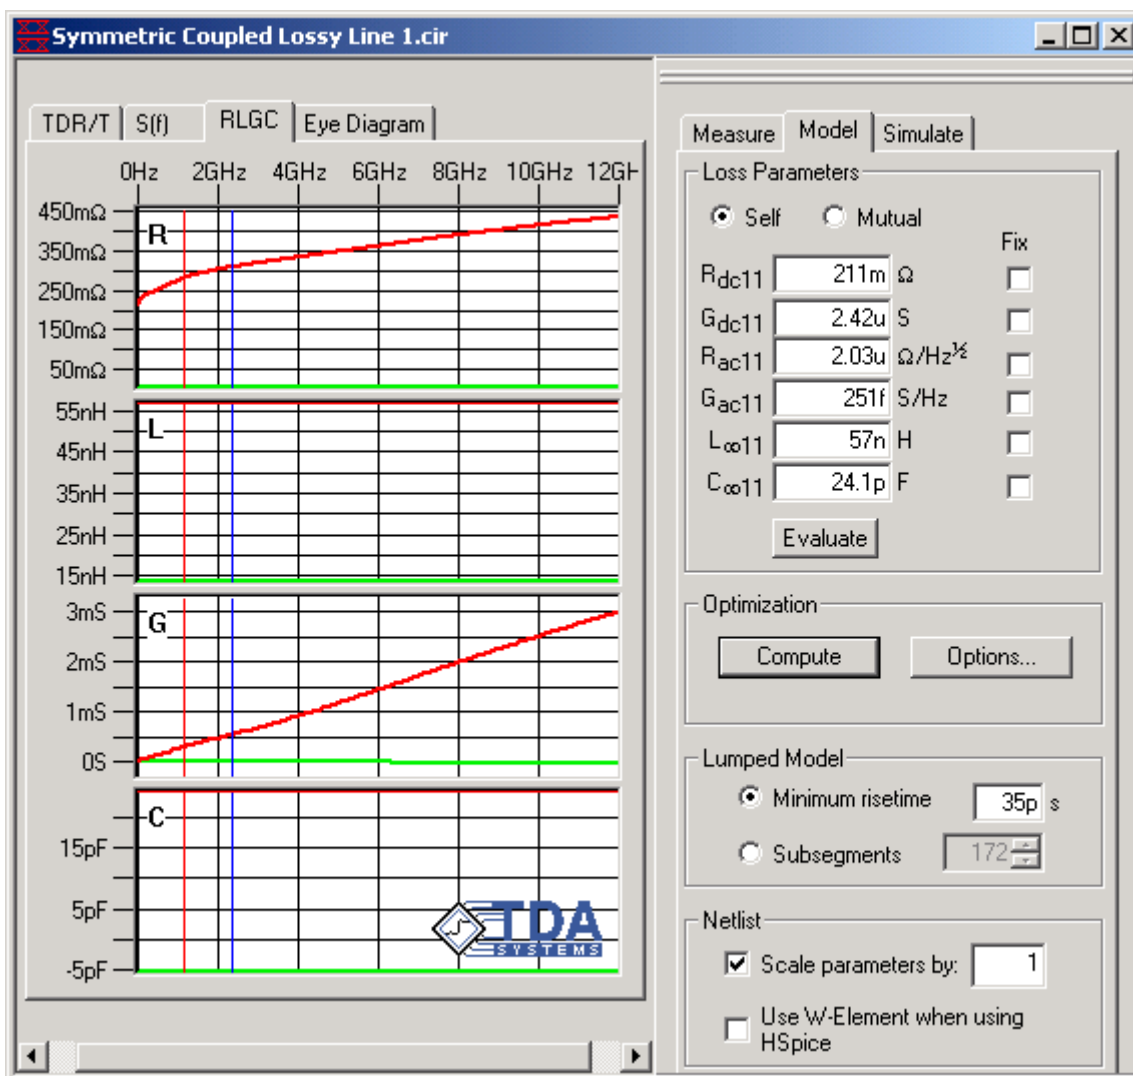 Symmetric Coupled Lossy Line 1.cir
TDR/T S(f) RLGC Eye Diagram
0Hz 2GHz 4GHz 6GHz 8GHz 10GHz 12GH
450mΩ
350mΩ
250mΩ
150mΩ
50mΩ
R
55nH
45nH
35nH
25nH
15nH
L
3mS
2mS
1mS
0S
G
15pF
5pF
-5pF
C
TDA
SYSTEMS
Measure Model Simulate
Loss Parameters
Self Mutual
Fix
Rdc11 211m Ω
Gdc11 2.42u S
Rac11 2.03u Ω/Hz½
Gac11 251f S/Hz
L∞11 57n H
C∞11 24.1p F
Evaluate
Optimization
Compute Options...
Lumped Model
Minimum risetime 35p s
Subsegments 172
Netlist
Scale parameters by: 1
Use W-Element when using
HSpice